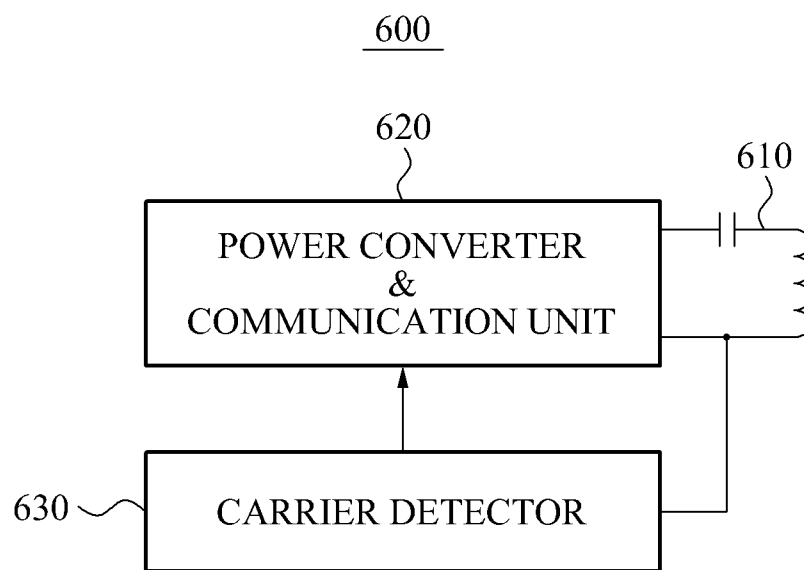 600
620
610
POWER CONVERTER
&
COMMUNICATION UNIT
630
CARRIER DETECTOR